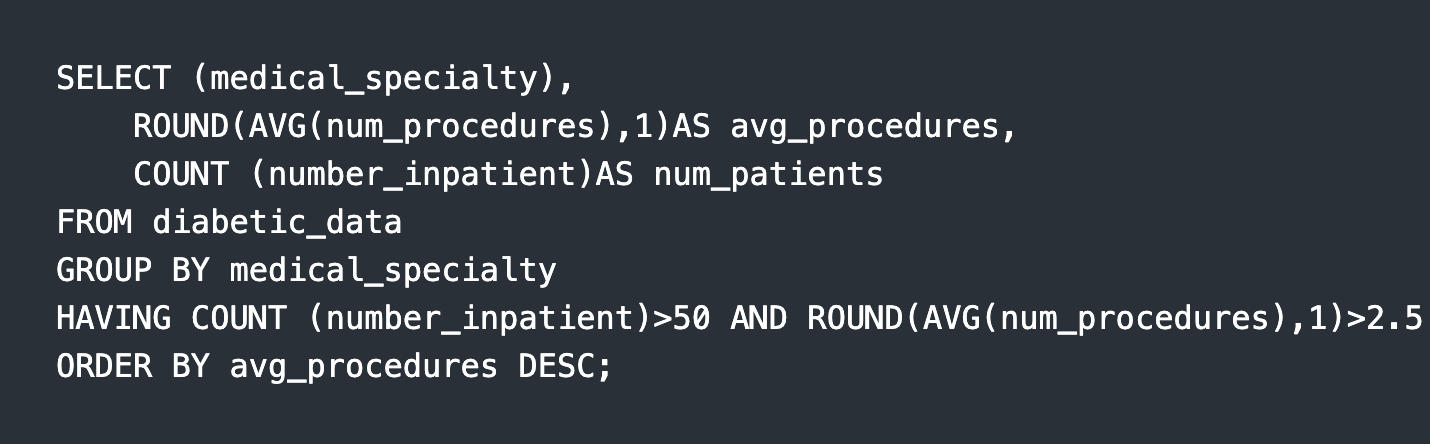 SELECT (medical_specialty),
ROUND(AVG(num_procedures),1)AS avg_procedures,
COUNT (number_inpatient)AS num_patients
FROM diabetic_data
GROUP BY medical_specialty
HAVING COUNT (number_inpatient)>50 AND ROUND(AVG(num_procedures),1)>2.5
ORDER BY avg_procedures DESC;